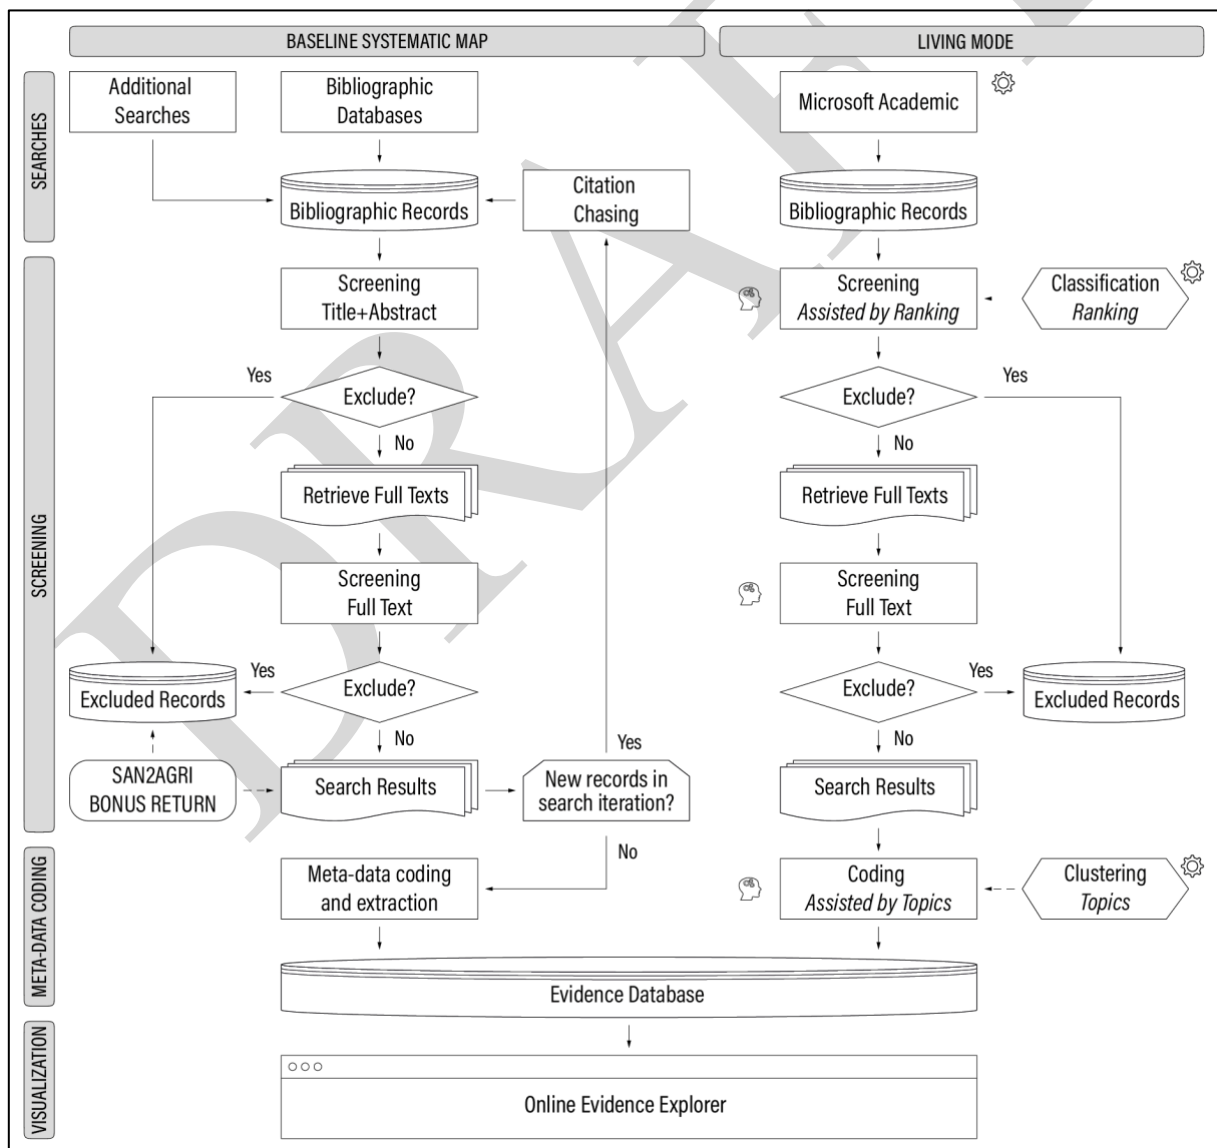 BASELINE SYSTEMATIC MAP
LIVING MODE
SEARCHES
Additional
Searches
Bibliographic
Databases
Microsoft Academic
Bibliographic Records
Citation
Chasing
Bibliographic Records
SCREENING
Screening
Title+Abstract
Screening
Assisted by Ranking
Classification
Ranking
Yes
Exclude?
Exclude?
Yes
No
No
Retrieve Full Texts
Retrieve Full Texts
Screening
Full Text
Screening
Full Text
Excluded Records
Yes
Exclude?
Exclude?
Yes
Excluded Records
No
Yes
No
SAN2AGRI
BONUS RETURN
Search Results
New records in
search iteration?
Search Results
No
META-DATA CODING
Meta-data coding
and extraction
Coding
Assisted by Topics
Clustering
Topics
Evidence Database
VISUALIZATION
Online Evidence Explorer
DRAFT